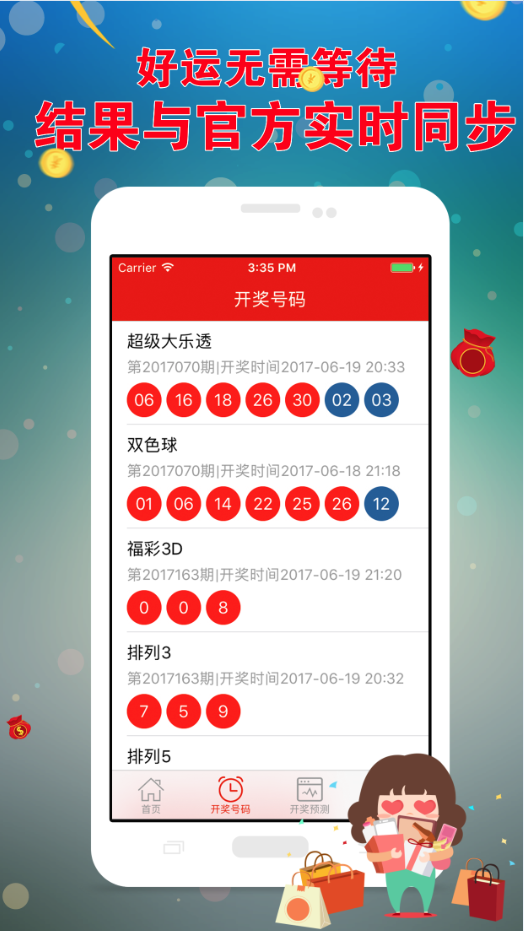 好运无需等待
结果与官方实时同步
Carrier 3:35 PM
开奖号码
超级大乐透
第2017070期|开奖时间2017-06-19 20:33
06 16 18 26 30 02 03
双色球
第2017070期|开奖时间2017-06-18 21:18
01 06 14 22 25 26 12
福彩3D
第2017163期|开奖时间2017-06-19 21:20
0 0 8
排列3
第2017163期|开奖时间2017-06-19 20:32
7 5 9
排列5
首页 开奖号码 开奖预测